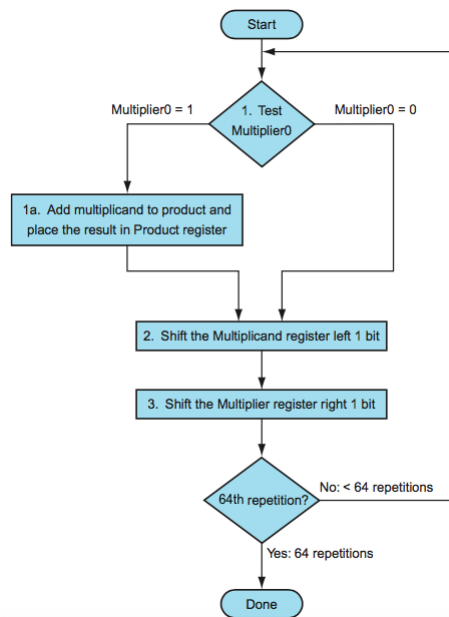 Start
Multiplier0 = 1
1. Test
Multiplier0
Multiplier0 = 0
1a. Add multiplicand to product and
place the result in Product register
2. Shift the Multiplicand register left 1 bit
3. Shift the Multiplier register right 1 bit
64th repetition?
No: < 64 repetitions
Yes: 64 repetitions
Done